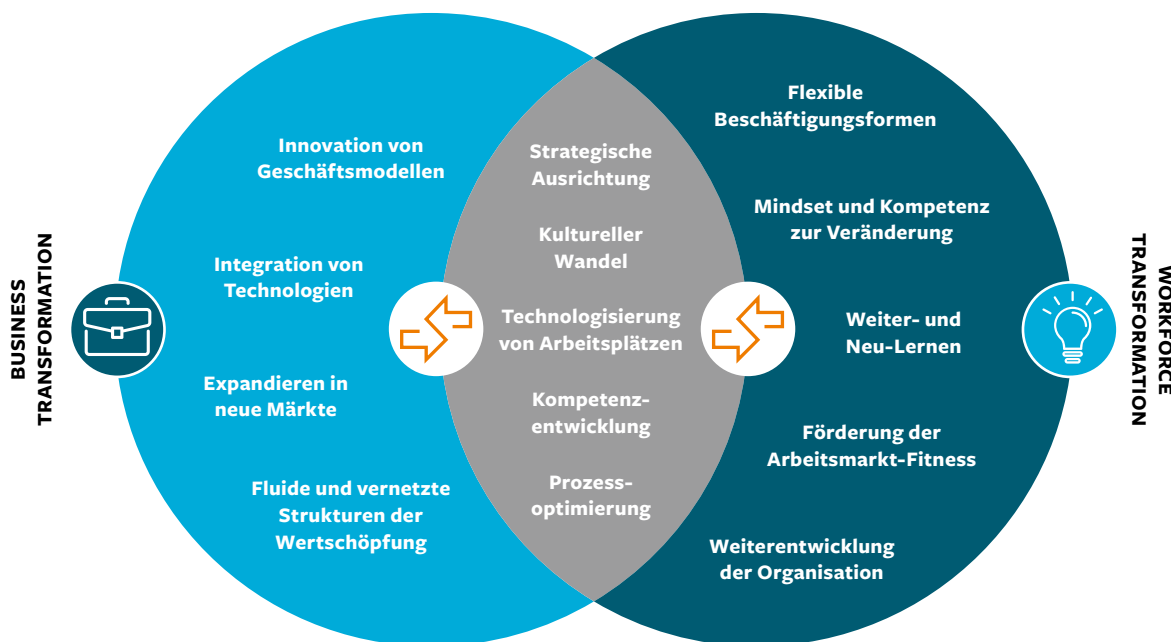 BUSINESS
TRANSFORMATION
Innovation von
Geschäftsmodellen
Integration von
Technologien
Expandieren in
neue Märkte
Fluide und vernetzte
Strukturen der
Wertschöpfung
Strategische
Ausrichtung
Kultureller
Wandel
Technologisierung
von Arbeitsplätzen
Kompetenz-
entwicklung
Prozess-
optimierung
Flexible
Beschäftigungsformen
Mindset und Kompetenz
zur Veränderung
Weiter- und
Neu-Lernen
Förderung der
Arbeitsmarkt-Fitness
Weiterentwicklung
der Organisation
WORKFORCE
TRANSFORMATION